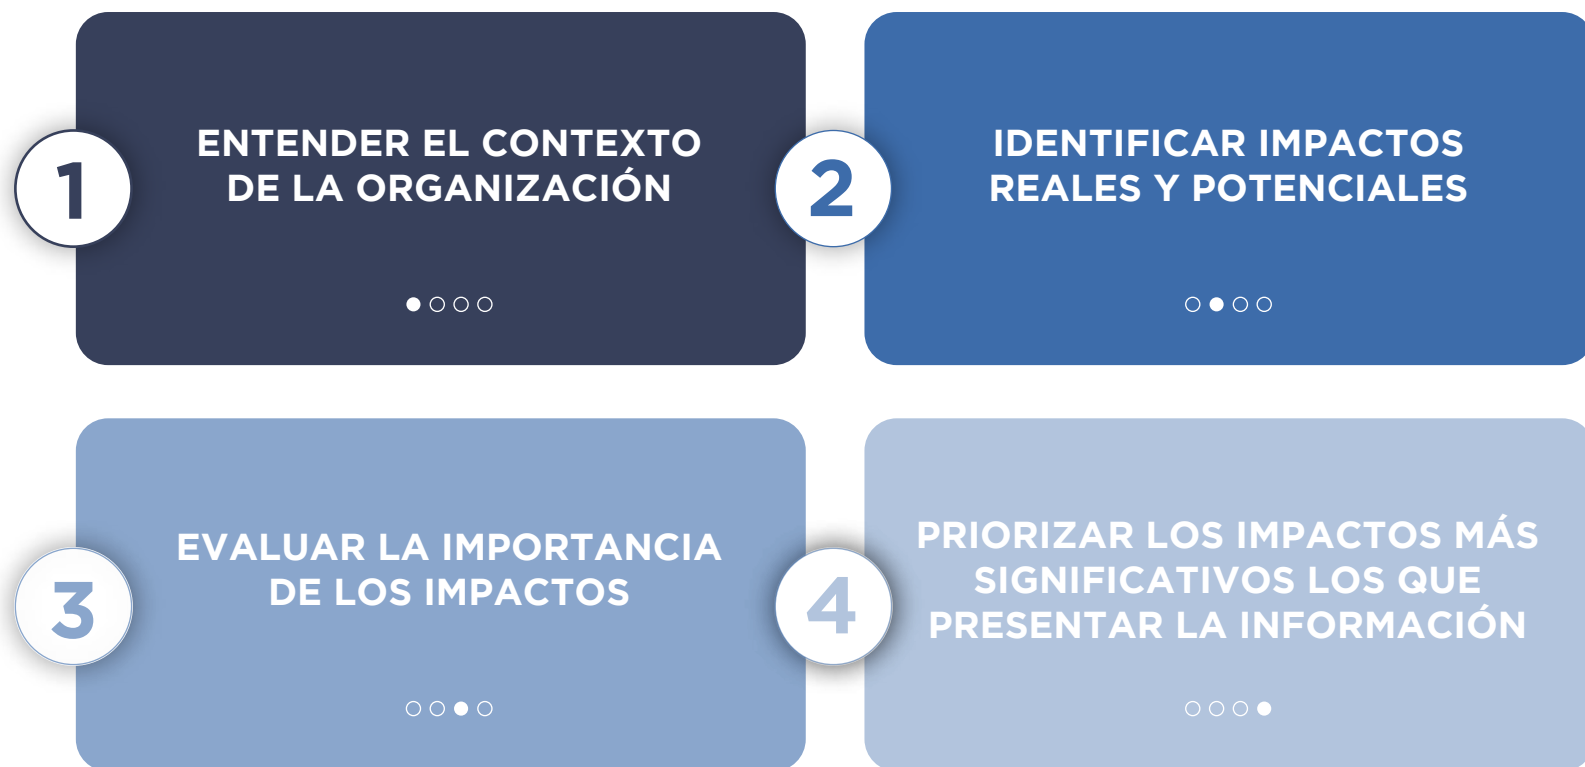 1
ENTENDER EL CONTEXTO
DE LA ORGANIZACIÓN
2
IDENTIFICAR IMPACTOS
REALES Y POTENCIALES
3
EVALUAR LA IMPORTANCIA
DE LOS IMPACTOS
4
PRIORIZAR LOS IMPACTOS MÁS
SIGNIFICATIVOS LOS QUE
PRESENTAR LA INFORMACIÓN